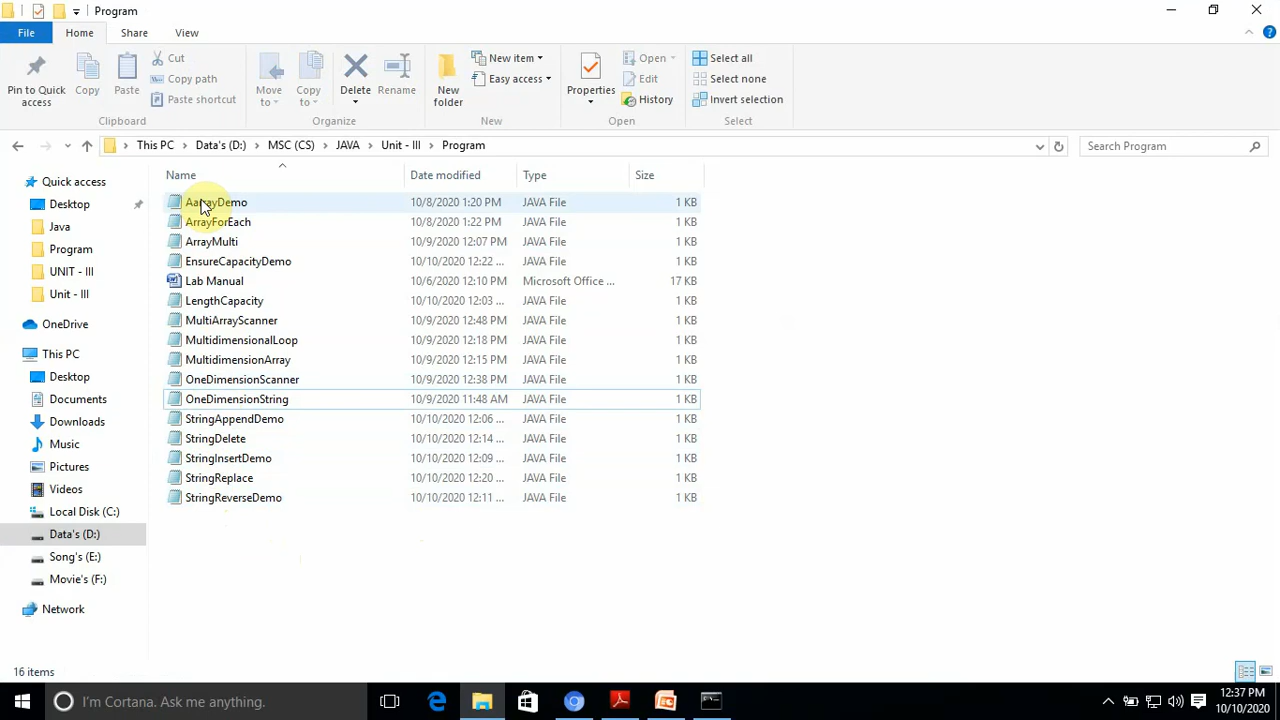 Program
File Home Share View
Pin to Quick access
Copy
Paste
Cut
Copy path
Paste shortcut
Clipboard
Move to
Copy to
Delete
Rename
Organize
New folder
New item
Easy access
New
Properties
Open
Edit
History
Open
Select all
Select none
Invert selection
Select
This PC Data's (D:) MSC (CS) JAVA Unit - III Program
Search Program
Name Date modified Type Size
AarrayDemo 10/8/2020 1:20 PM JAVA File 1 KB
ArrayForEach 10/8/2020 1:22 PM JAVA File 1 KB
ArrayMulti 10/9/2020 12:07 PM JAVA File 1 KB
EnsureCapacityDemo 10/10/2020 12:22 ... JAVA File 1 KB
Lab Manual 10/6/2020 12:10 PM Microsoft Office ... 17 KB
LengthCapacity 10/10/2020 12:03 ... JAVA File 1 KB
MultiArrayScanner 10/9/2020 12:48 PM JAVA File 1 KB
MultidimensionalLoop 10/9/2020 12:18 PM JAVA File 1 KB
MultidimensionArray 10/9/2020 12:15 PM JAVA File 1 KB
OneDimensionScanner 10/9/2020 12:38 PM JAVA File 1 KB
OneDimensionString 10/9/2020 11:48 AM JAVA File 1 KB
StringAppendDemo 10/10/2020 12:06 ... JAVA File 1 KB
StringDelete 10/10/2020 12:14 ... JAVA File 1 KB
StringInsertDemo 10/10/2020 12:09 ... JAVA File 1 KB
StringReplace 10/10/2020 12:20 ... JAVA File 1 KB
StringReverseDemo 10/10/2020 12:11 ... JAVA File 1 KB
Quick access
Desktop
Java
Program
UNIT - III
Unit - III
OneDrive
This PC
Desktop
Documents
Downloads
Music
Pictures
Videos
Local Disk (C:)
Data's (D:)
Song's (E:)
Movie's (F:)
Network
16 items
I'm Cortana. Ask me anything.
12:37 PM
10/10/2020